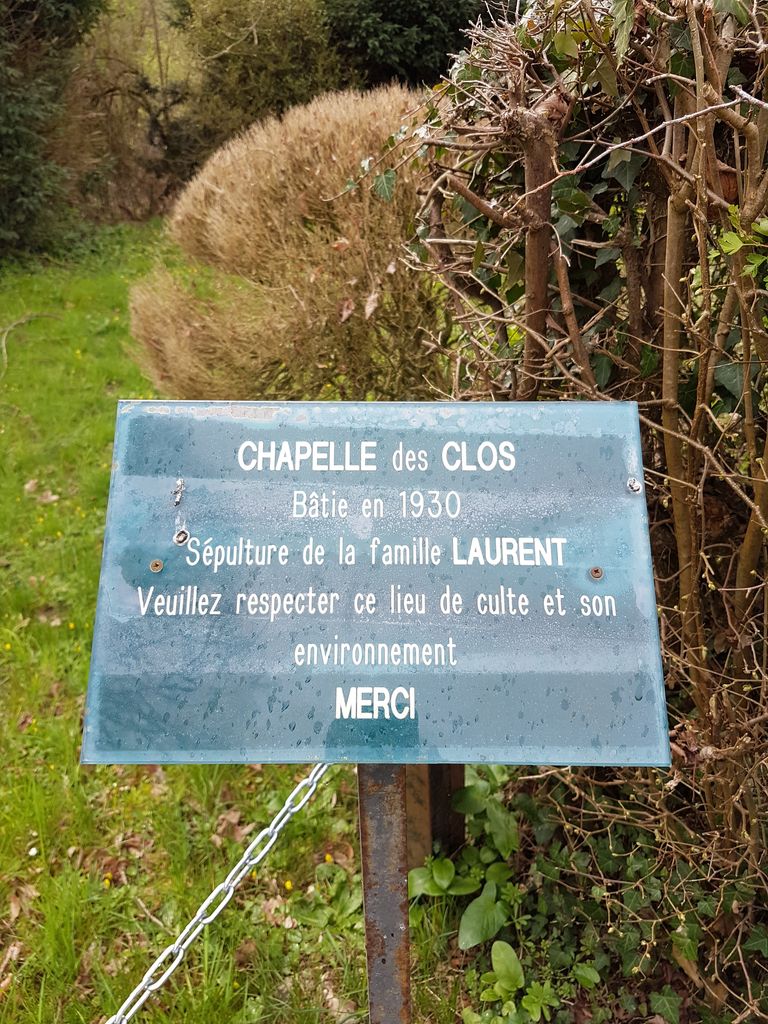 CHAPELLE des CLOS
Bâtie en 1930
Sépulture de la famille LAURENT
Veuillez respecter ce lieu de culte et son
environnement
MERCI